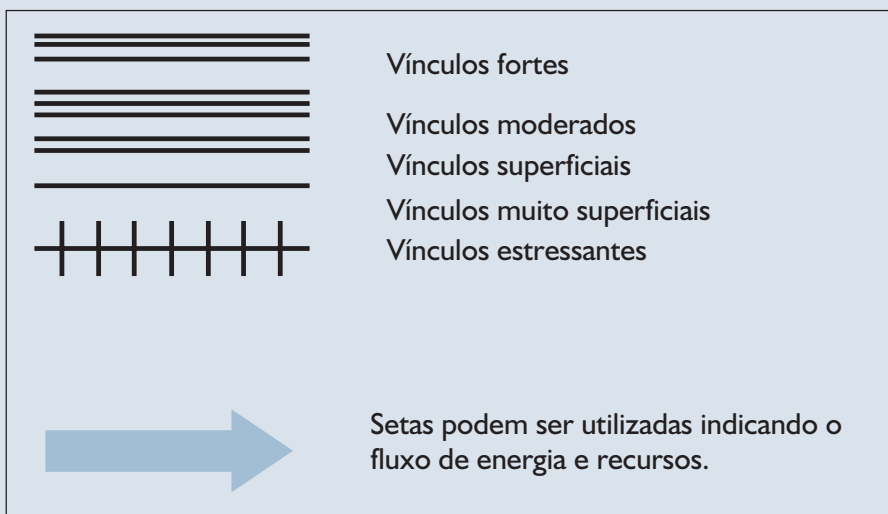 Vínculos fortes
Vínculos moderados
Vínculos superficiais
Vínculos muito superficiais
Vínculos estressantes
Setas podem ser utilizadas indicando o
fluxo de energia e recursos.